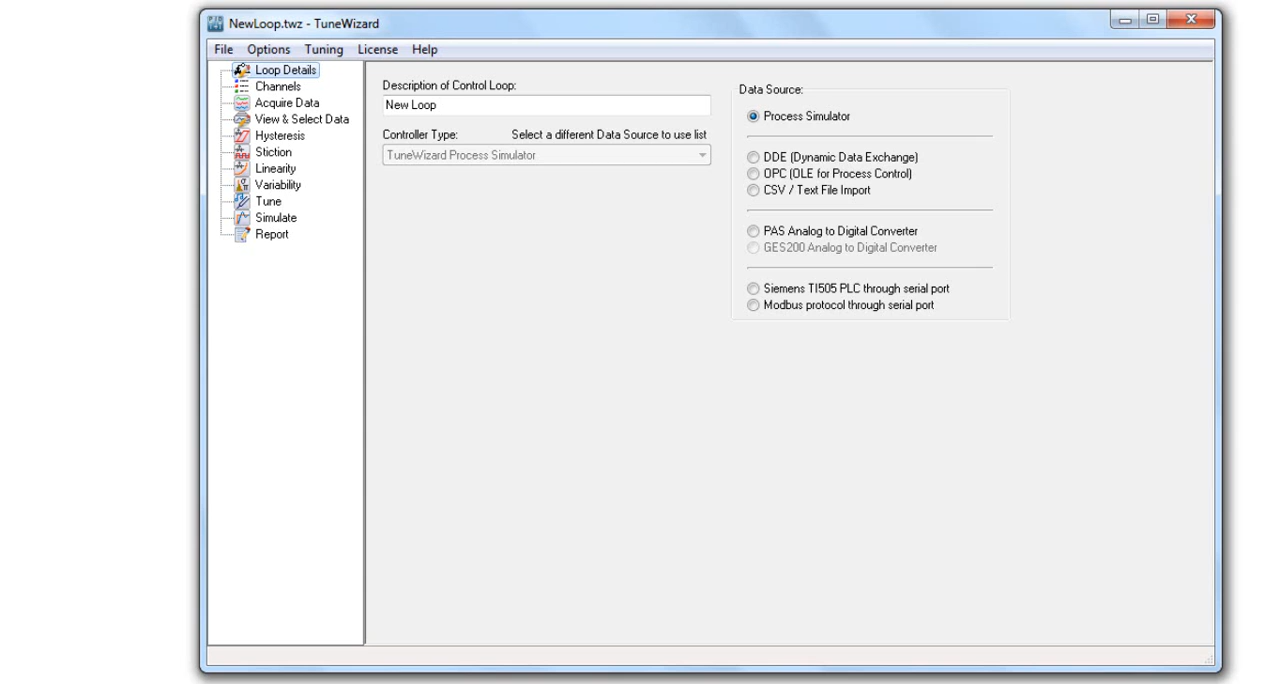 NewLoop.twz - TuneWizard
File Options Tuning License Help
Loop Details
Channels
Acquire Data
View & Select Data
Hysteresis
Stiction
Linearity
Variability
Tune
Simulate
Report
Description of Control Loop:
New Loop
Controller Type: Select a different Data Source to use list
TuneWizard Process Simulator
Data Source:
Process Simulator
DDE (Dynamic Data Exchange)
OPC (OLE for Process Control)
CSV / Text File Import
PAS Analog to Digital Converter
GES200 Analog to Digital Converter
Siemens TI505 PLC through serial port
Modbus protocol through serial port